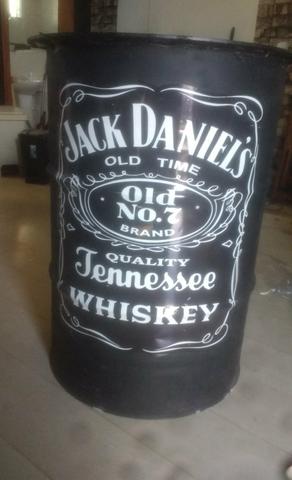 JACK DANIEL'S
OLD TIME
Old
No.7
BRAND
QUALITY
Tennessee
WHISKEY